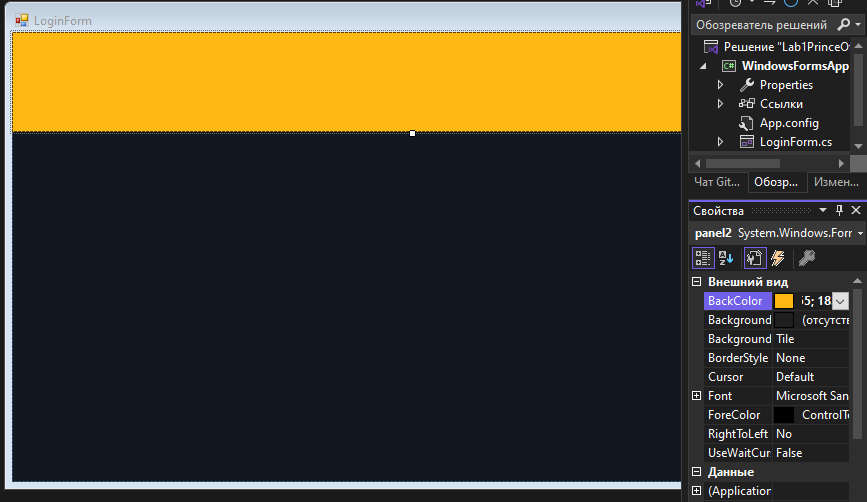 LoginForm
Обозреватель решений
Решение "Lab1PrinceO
WindowsFormsApp
Properties
Ссылки
App.config
LoginForm.cs
Чат Git...
Обозр...
Измен...
Свойства
panel2 System.Windows.Forr
Внешний вид
BackColor 55; 18
Background (отсутств
Background Tile
BorderStyle None
Cursor Default
Font Microsoft San
ForeColor ControlTe
RightToLeft No
UseWaitCur False
Данные
(Application